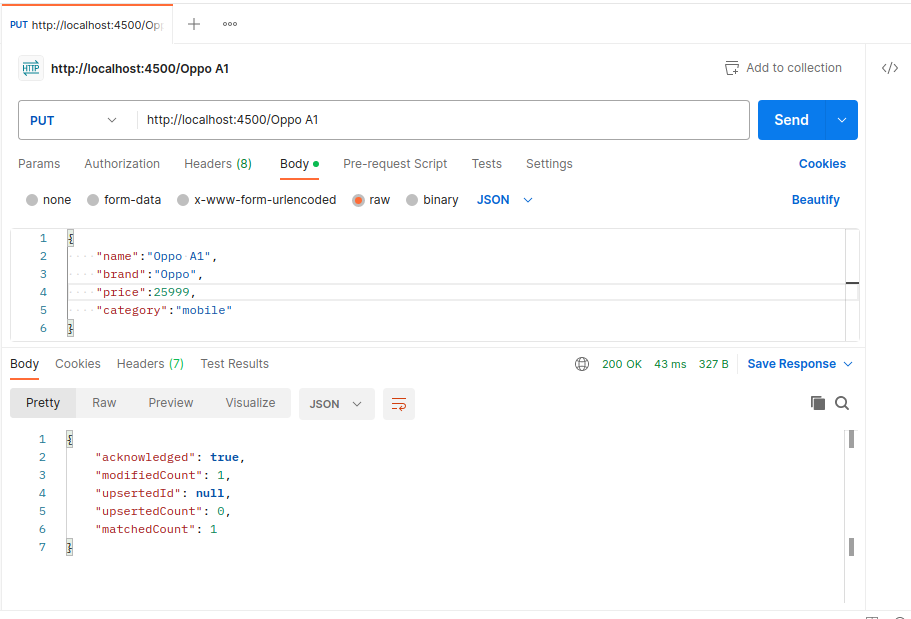 PUT http://localhost:4500/Opp
HTTP http://localhost:4500/Oppo A1
Add to collection
</>
PUT http://localhost:4500/Oppo A1 Send
Params Authorization Headers (8) Body Pre-request Script Tests Settings Cookies
none form-data x-www-form-urlencoded raw binary JSON Beautify
1 {
2 "name":"Oppo A1",
3 "brand":"Oppo",
4 "price":25999,
5 "category":"mobile"
6 }
Body Cookies Headers (7) Test Results 200 OK 43 ms 327 B Save Response
Pretty Raw Preview Visualize JSON
1 {
2 "acknowledged": true,
3 "modifiedCount": 1,
4 "upsertedId": null,
5 "upsertedCount": 0,
6 "matchedCount": 1
7 }